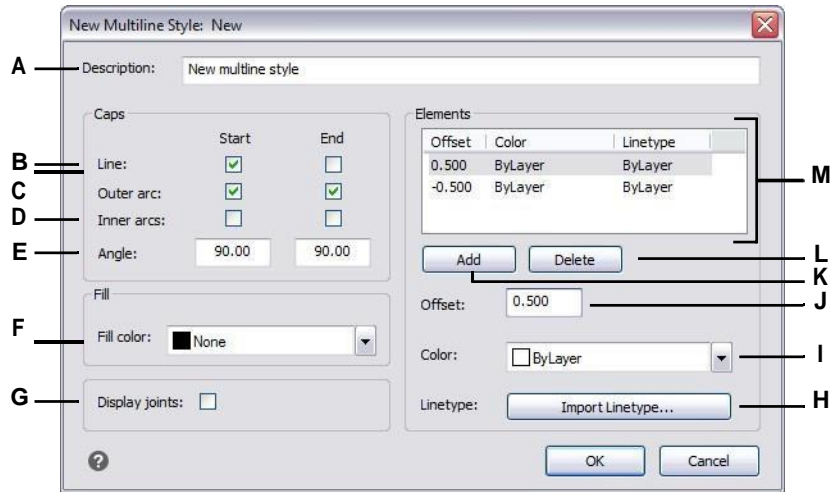 New Multiline Style: New
A
Description:
New multline style
Caps
Start
End
B
Line:
C
Outer arc:
D
Inner arcs:
E
Angle:
90.00
90.00
Fill
F
Fill color:
None
G
Display joints:
Elements
Offset
Color
Linetype
0.500
ByLayer
ByLayer
-0.500
ByLayer
ByLayer
M
Add
Delete
L
K
Offset:
0.500
J
Color:
ByLayer
I
Linetype:
Import Linetype...
H
?
OK
Cancel